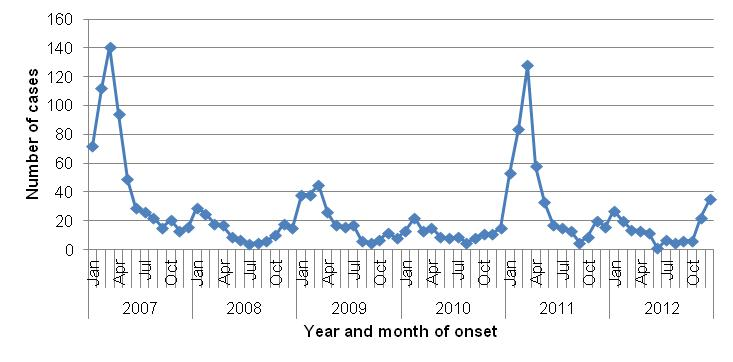 160
140
120
100
80
60
40
20
0
Number of cases
Jan Apr Jul Oct Jan Apr Jul Oct Jan Apr Jul Oct Jan Apr Jul Oct Jan Apr Jul Oct Jan Apr Jul Oct
2007 2008 2009 2010 2011 2012
Year and month of onset